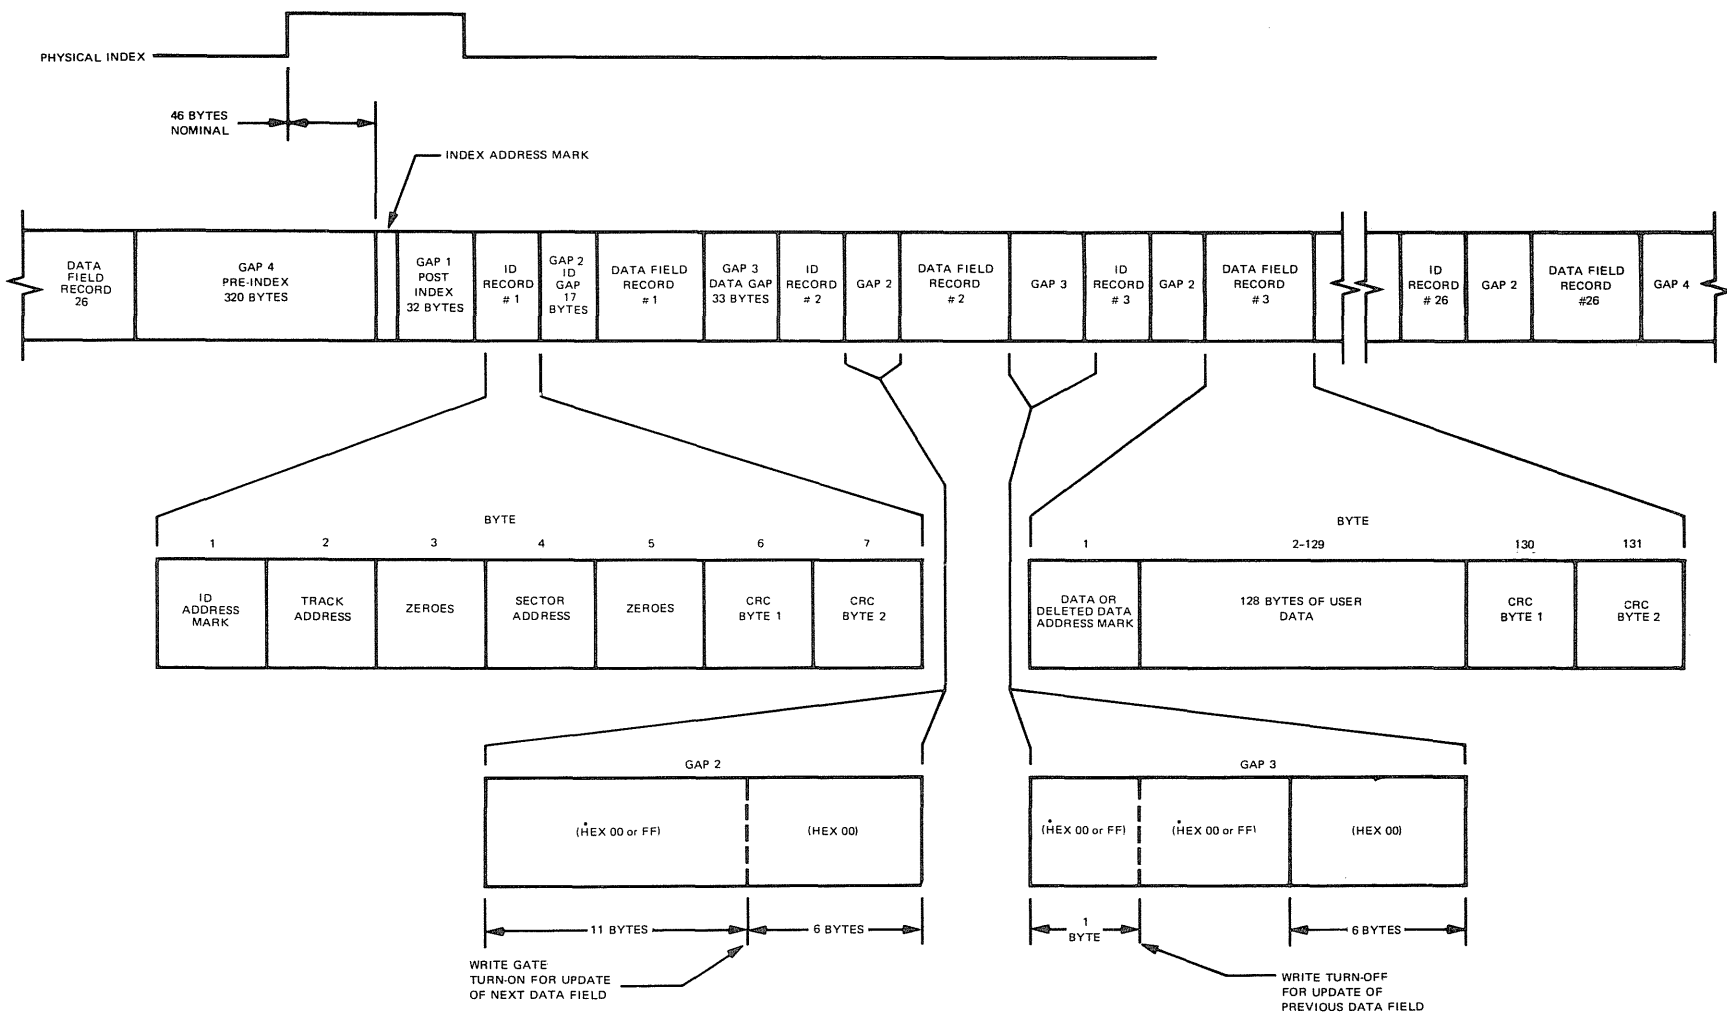 PHYSICAL INDEX
46 BYTES
NOMINAL
INDEX ADDRESS MARK
DATA
FIELD
RECORD
26
GAP 4
PRE-INDEX
320 BYTES
GAP 1
POST
INDEX
32 BYTES
ID
RECORD
# 1
GAP 2
ID
GAP
17
BYTES
DATA FIELD
RECORD
# 1
GAP 3
DATA GAP
33 BYTES
ID
RECORD
# 2
GAP 2
DATA FIELD
RECORD
# 2
GAP 3
ID
RECORD
# 3
GAP 2
DATA FIELD
RECORD
# 3
ID
RECORD
# 26
GAP 2
DATA FIELD
RECORD
#26
GAP 4
BYTE
1 2 3 4 5 6 7
ID
ADDRESS
MARK
TRACK
ADDRESS
ZEROES
SECTOR
ADDRESS
ZEROES
CRC
BYTE 1
CRC
BYTE 2
BYTE
1 2-129 130 131
DATA OR
DELETED DATA
ADDRESS MARK
128 BYTES OF USER
DATA
CRC
BYTE 1
CRC
BYTE 2
GAP 2
(HEX 00 or FF)
(HEX 00)
11 BYTES
6 BYTES
WRITE GATE
TURN-ON FOR UPDATE
OF NEXT DATA FIELD
GAP 3
(HEX 00 or FF)
(HEX 00 or FF)
(HEX 00)
1
BYTE
6 BYTES
WRITE TURN-OFF
FOR UPDATE OF
PREVIOUS DATA FIELD